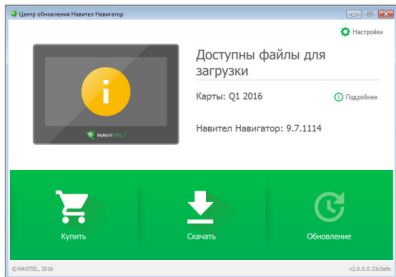 Центр обновления Навител Навигатор
Настройки
Доступны файлы для
загрузки
Карты: Q1 2016
Подробнее
Навител Навигатор: 9.7.1114
NAVITEL
Купить
Скачать
Обновление
© NAVITEL, 2016